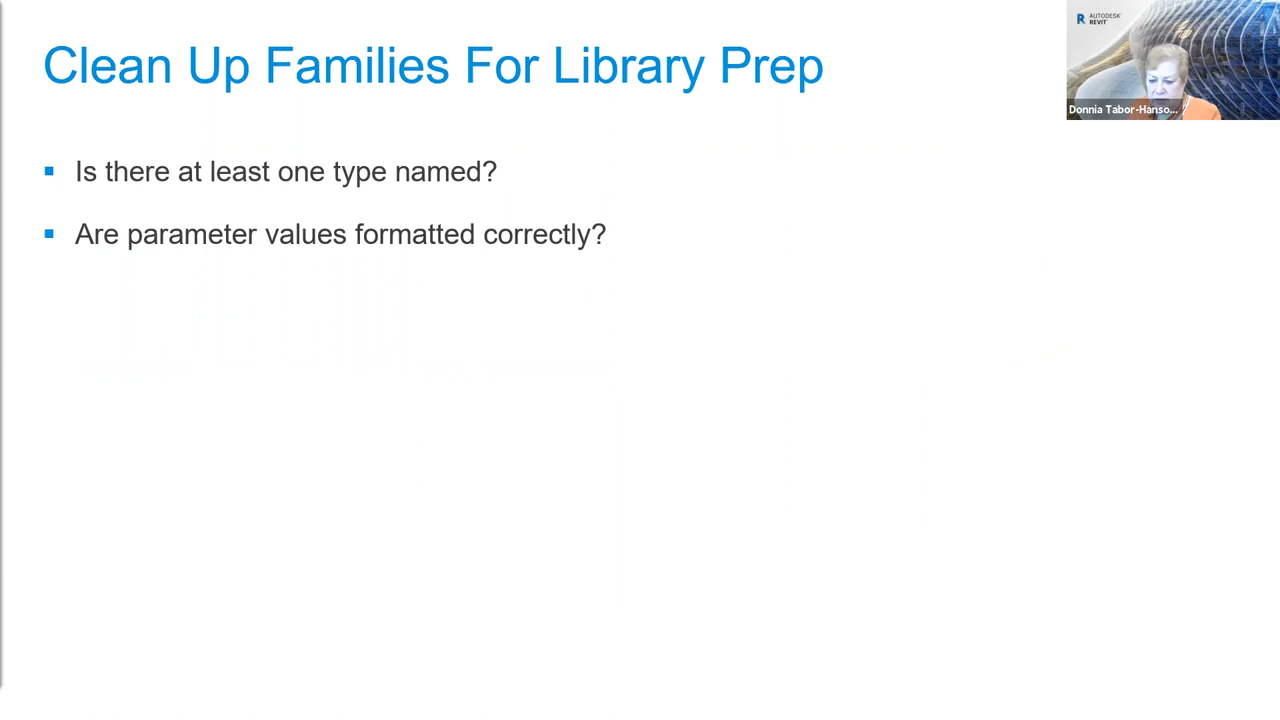 Clean Up Families For Library Prep
AUTODESK
REVIT
Donnia Tabor-Hanso...
Is there at least one type named?
Are parameter values formatted correctly?